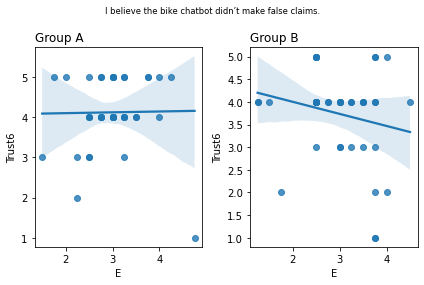 I believe the bike chatbot didn't make false claims.
Group A
Group B
Trust6
5
4
3
2
1
2
3
4
E
Trust6
5.0
4.5
4.0
3.5
3.0
2.5
2.0
1.5
1.0
2
3
4
E